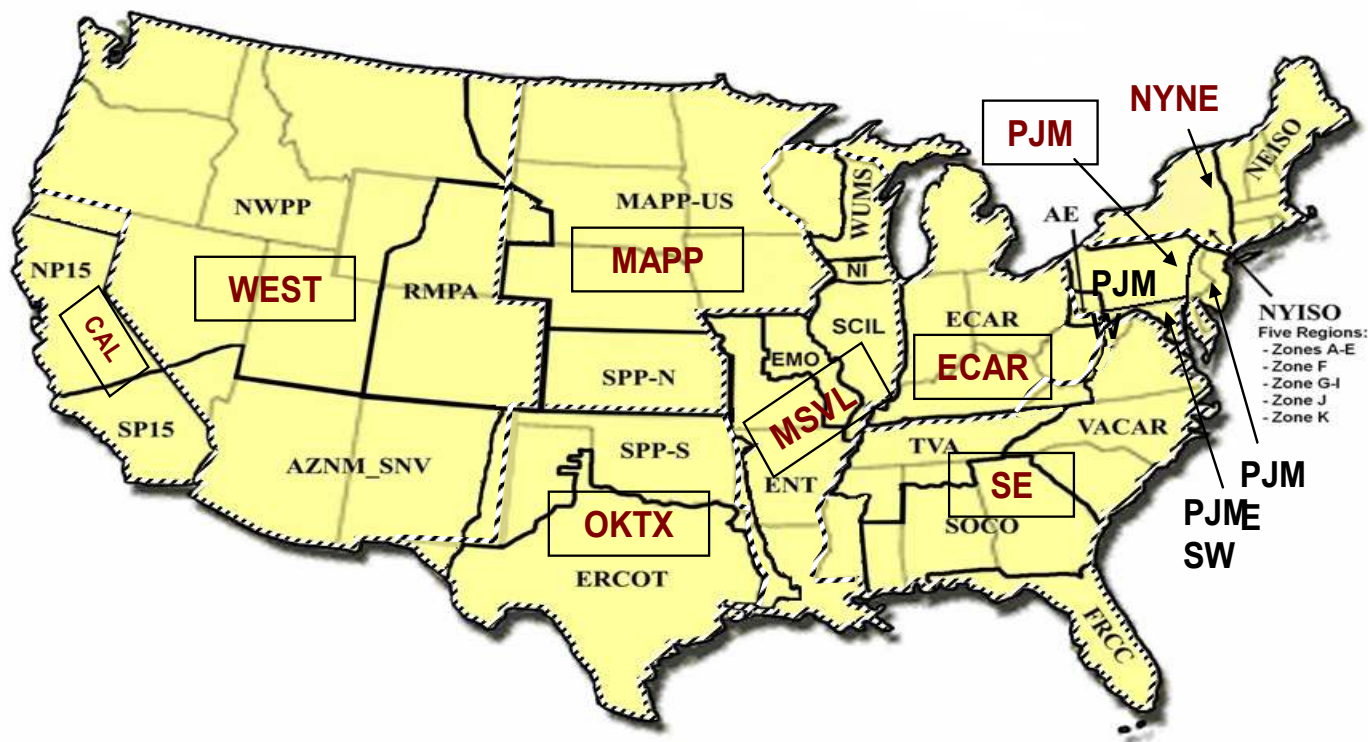 NYNE
PJM
NEISO
WUMS
NWPP
MAPP-US
AE
NP15
WEST
MAPP
NI
PJM
W
CAL
RMPA
SCIL
ECAR
NYISO
Five Regions:
- Zones A-E
- Zone F
- Zone G-I
- Zone J
- Zone K
EMO
ECAR
SPP-N
MSVL
SP15
AZNM_SNV
SPP-S
TVA
VACAR
ENT
SE
PJM
E
PJM
SW
OKTX
SOCO
ERCOT
FRCC